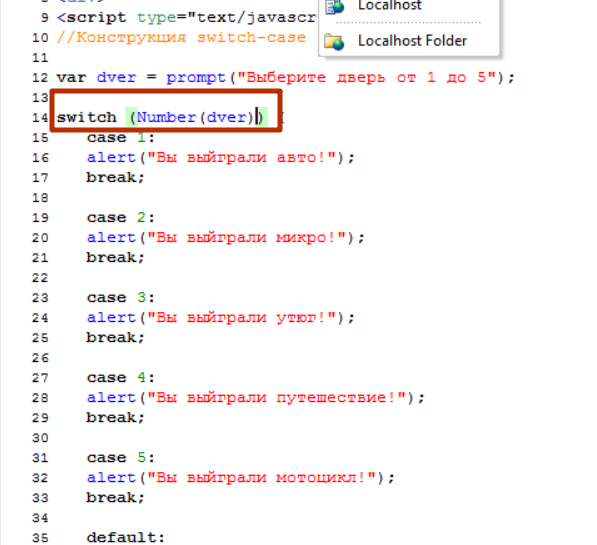 Localhost
9 <script type="text/javascr
Localhost Folder
10 //Конструкция switch-case
11
12 var dver = prompt("Выберите дверь от 1 до 5");
13
14 switch (Number(dver)) {
15 case 1:
16 alert("Вы выйграли авто!");
17 break;
18
19 case 2:
20 alert("Вы выйграли микро!");
21 break;
22
23 case 3:
24 alert("Вы выйграли утюг!");
25 break;
26
27 case 4:
28 alert("Вы выйграли путешествие!");
29 break;
30
31 case 5:
32 alert("Вы выйграли мотоцикл!");
33 break;
34
35 default: